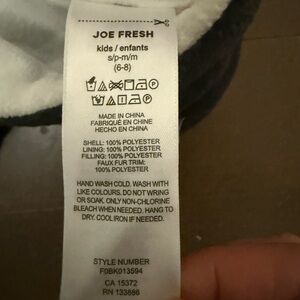 JOE FRESH
kids / enfants
s/p-m/m
(6-8)
MADE IN CHINA
FABRIQUÉ EN CHINE
HECHO EN CHINA
SHELL: 100% POLYESTER
LINING: 100% POLYESTER
FILLING: 100% POLYESTER
FAUX FUR TRIM:
100% POLYESTER
HAND WASH COLD. WASH WITH
LIKE COLOURS. DO NOT WRING
OR SOAK. ONLY NON-CHLORINE
BLEACH WHEN NEEDED. HANG TO
DRY. COOL IRON IF NEEDED.
STYLE NUMBER
F0BK013594
CA 15372
RN 133886